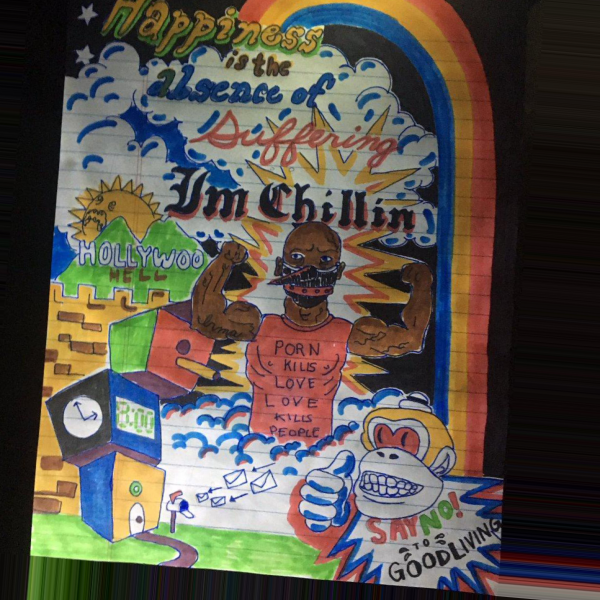 Happiness
is the
absence of
Suffering
Im Chillin
HOLLYWOO
HELL
PORN
KILLS
LOVE
LOVE
KILLS
PEOPLE
8:00
SAY NO!
TO
GOODLIVING